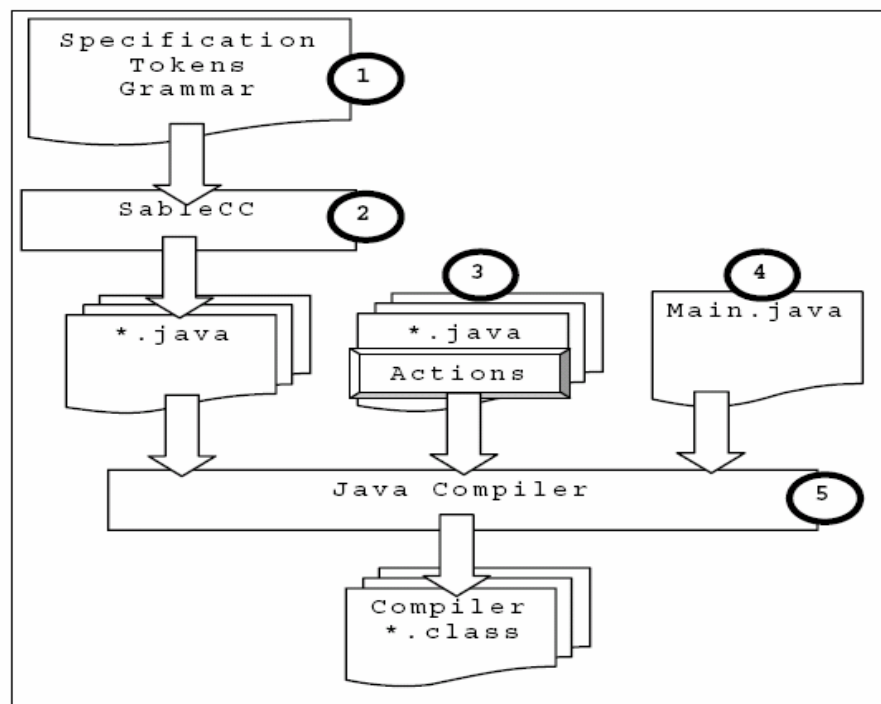 Specification
Tokens
Grammar
1
SableCC
2
3
4
*.java
*.java
Main.java
Actions
Java Compiler
5
Compiler
*.class